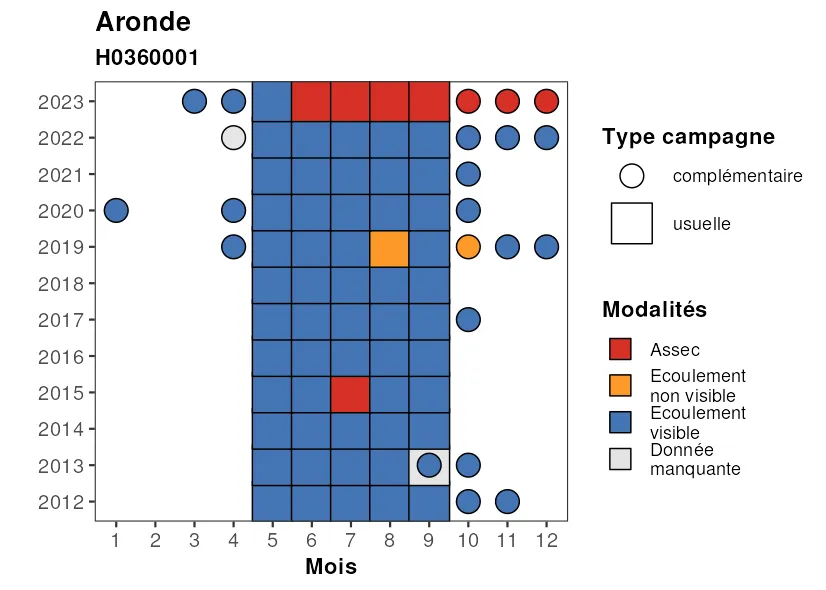 Aronde
H0360001
2023
2022
2021
2020
2019
2018
2017
2016
2015
2014
2013
2012
1 2 3 4 5 6 7 8 9 10 11 12
Mois
Type campagne
complémentaire
usuelle
Modalités
Assec
Ecoulement
non visible
Ecoulement
visible
Donnée
manquante